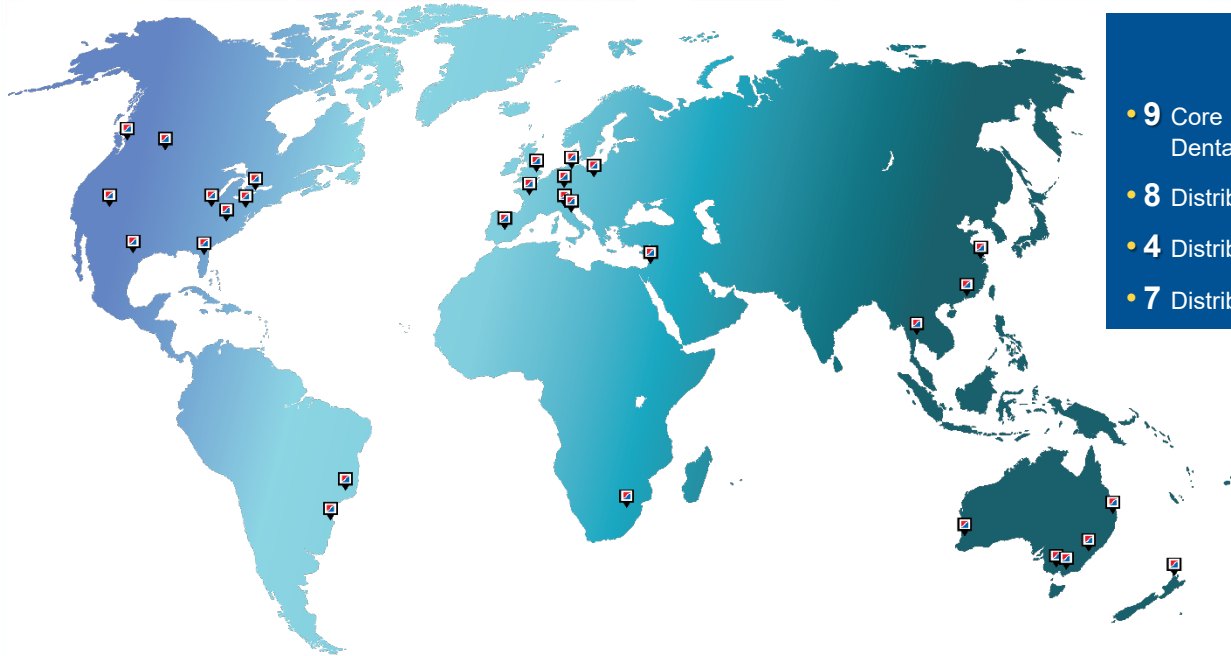 • 9 Core
Denta
• 8 Distrib
• 4 Distrib
• 7 Distrib